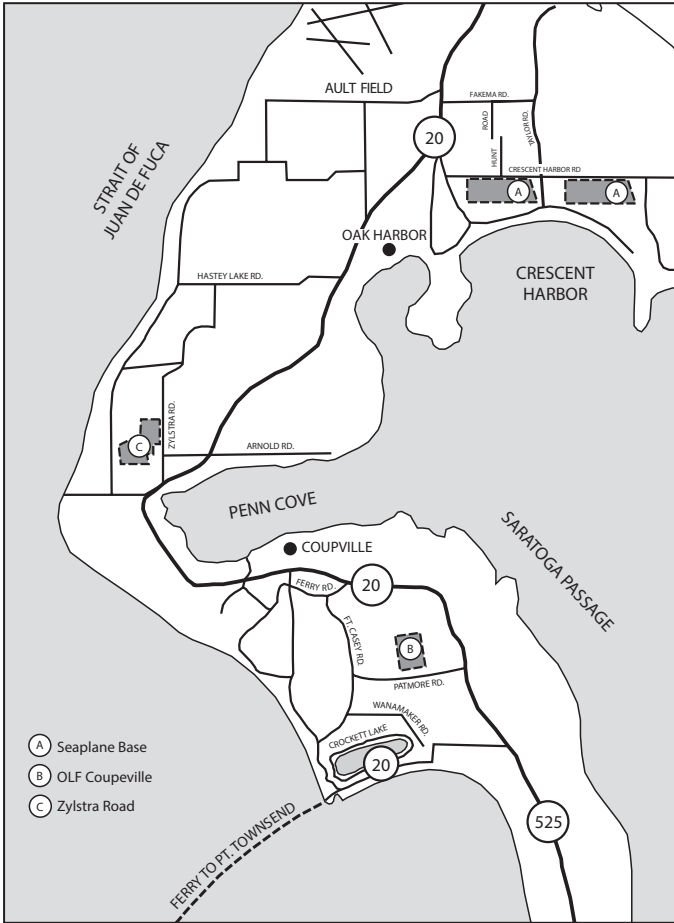 AULT FIELD
FAKEMA RD.
ROAD
HUNT
TAYLOR RD.
20
CRESCENT HARBOR RD
A
A
STRAIT OF
JUAN DE FUCA
OAK HARBOR
CRESCENT
HARBOR
HASTEY LAKE RD.
ZYLSTRA RD.
C
ARNOLD RD.
PENN COVE
SARATOGA PASSAGE
COUPVILLE
FERRY RD.
20
FT. CASEY RD.
B
PATMORE RD.
WANAMAKER RD.
CROCKETT LAKE
20
A Seaplane Base
B OLF Coupeville
C Zylstra Road
525
FERRY TO PT. TOWNSEND